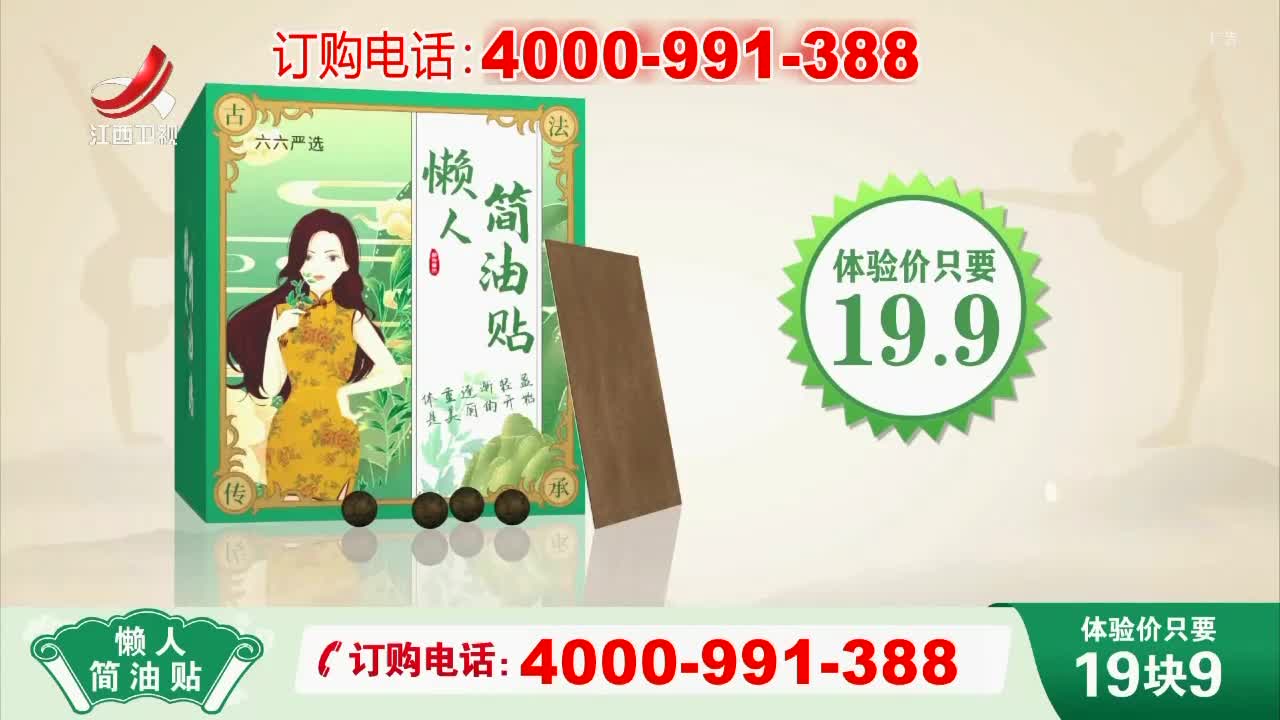 订购电话:4000-991-388
广告
江西卫视
古
法
六六严选
懒人
简油贴
体重逐渐轻盈
是美丽的开始
传
承
体验价只要
19.9
懒人
简油贴
订购电话:4000-991-388
体验价只要
19块9